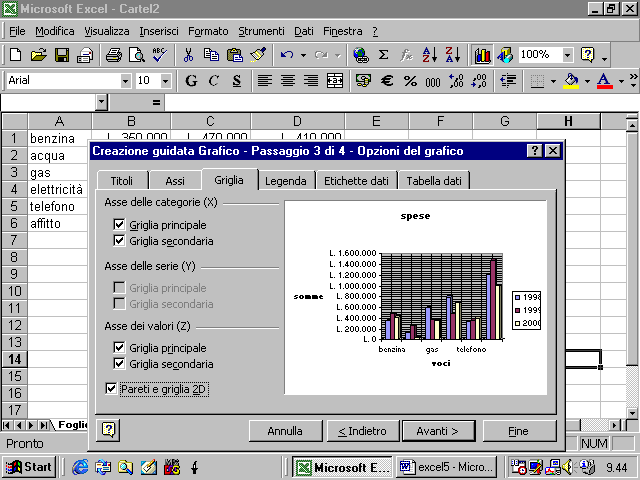 Microsoft Excel - Cartel2
File Modifica Visualizza Inserisci Formato Strumenti Dati Finestra ?
100%
Arial 10 G C S € % 000
=
A B C D E F G H
1 benzina L. 360.000 L. 470.000 L. 410.000
2 acqua
3 gas
4 elettricità
5 telefono
6 affitto
7
8
9
10
11
12
13
14
15
16
17
Creazione guidata Grafico - Passaggio 3 di 4 - Opzioni del grafico
Titoli Assi Griglia Legenda Etichette dati Tabella dati
Asse delle categorie (X)
Griglia principale
Griglia secondaria
Asse delle serie (Y)
Griglia principale
Griglia secondaria
Asse dei valori (Z)
Griglia principale
Griglia secondaria
Pareti e griglia 2D
spese
L. 1.600.000
L. 1.400.000
L. 1.200.000
L. 1.000.000
L. 800.000
L. 600.000
L. 400.000
L. 200.000
L. 0
somme
benzina gas telefono
voci
1998
1999
2000
Annulla < Indietro Avanti > Fine
Foglio
Pronto
NUM
Start Microsoft E... excel5 - Micro... 9.44